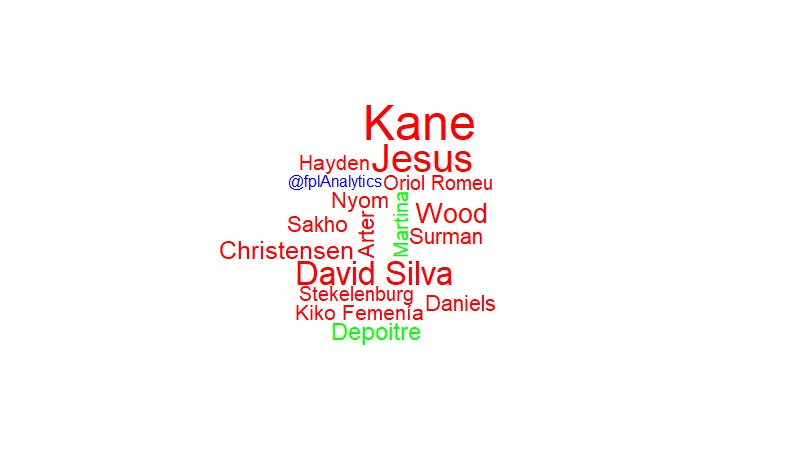 Kane
Hayden
Jesus
@fplAnalytics
Oriol Romeu
Nyom
Martina
Wood
Sakho
Arter
Surman
Christensen
David Silva
Stekelenburg
Daniels
Kiko Femenía
Depoitre